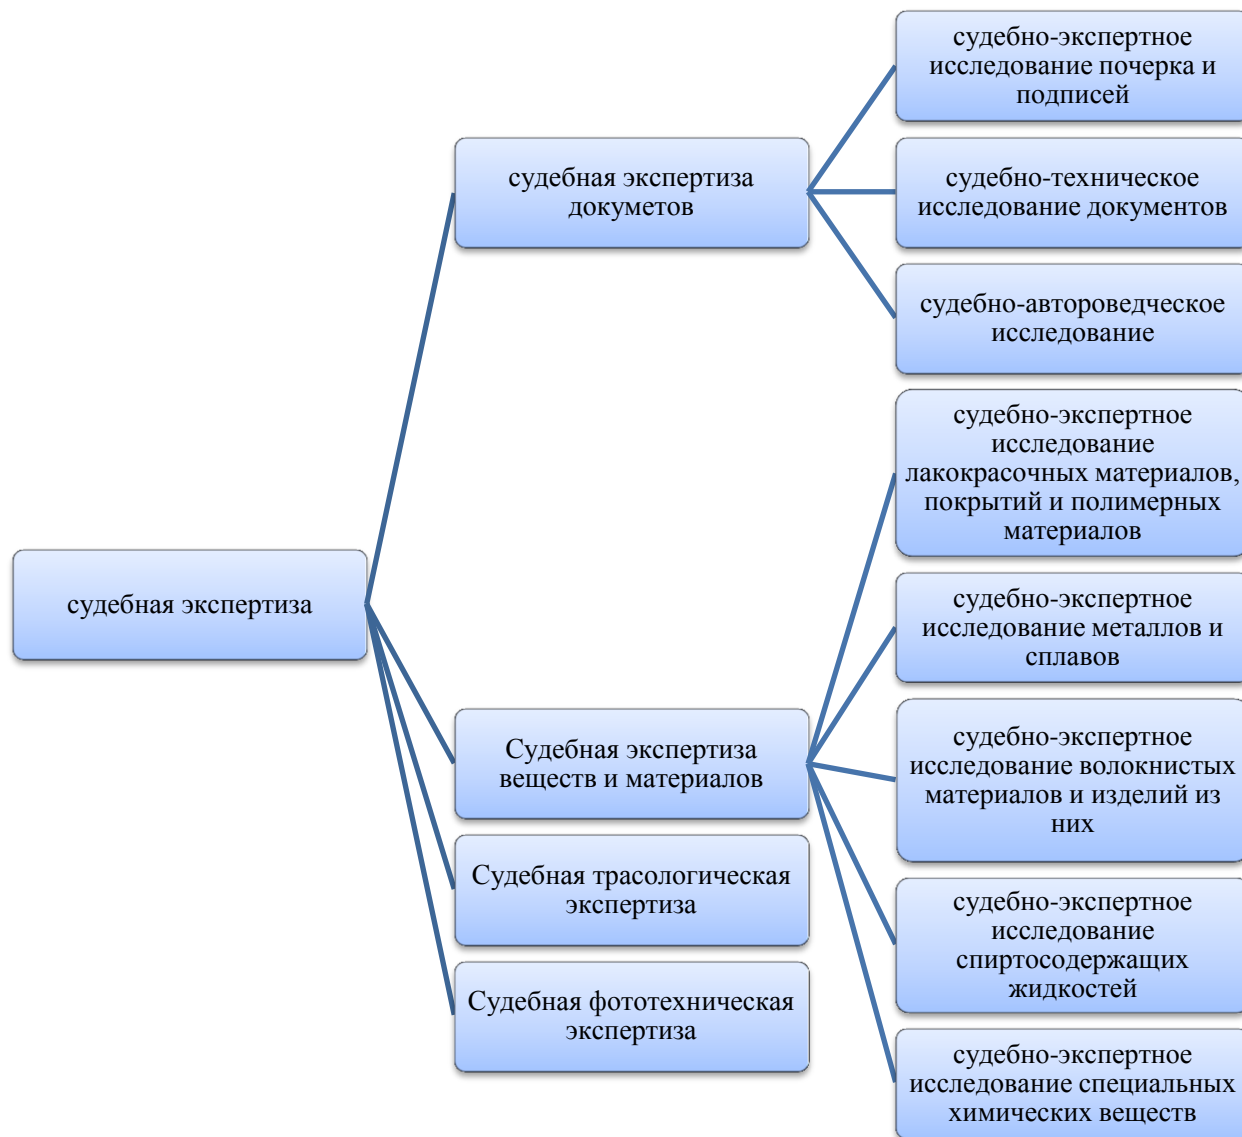 судебно-экспертное
исследование почерка и
подписей
судебная экспертиза
докуметов
судебно-техническое
исследование документов
судебно-автороведческое
исследование
судебно-экспертное
исследование
лакокрасочных материалов,
покрытий и полимерных
материалов
судебная экспертиза
судебно-экспертное
исследование металлов и
сплавов
Судебная экспертиза
веществ и материалов
судебно-экспертное
исследование волокнистых
материалов и изделий из
них
Судебная трасологическая
экспертиза
судебно-экспертное
исследование
спиртосодержащих
жидкостей
Судебная фототехническая
экспертиза
судебно-экспертное
исследование специальных
химических веществ